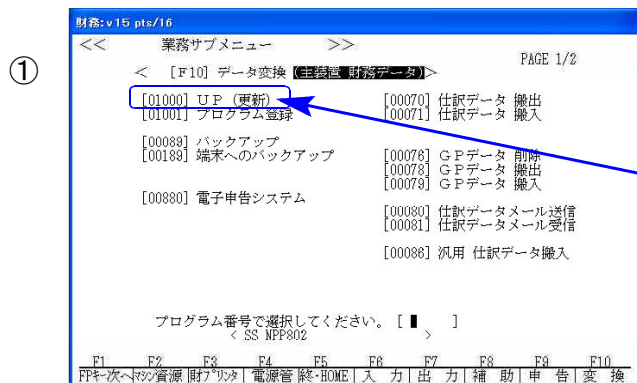 財務:v15 pts/16
①
<< 業務サブメニュー >>
PAGE 1/2
< [F10] データ変換 (主装置 財務データ)>
[01000] UP (更新) [00070] 仕訳データ 搬出
[01001] プログラム登録 [00071] 仕訳データ 搬入
[00089] バックアップ
[00189] 端末へのバックアップ [00076] GPデータ 削除
[00078] GPデータ 搬出
[00079] GPデータ 搬入
[00880] 電子申告システム
[00080] 仕訳データメール送信
[00081] 仕訳データメール受信
[00086] 汎用 仕訳データ搬入
プログラム番号で選択してください。 [ ]
< SS NPP802 >
F1 F2 F3 F4 F5 F6 F7 F8 F9 F10
FPキー次へ マシン資源 財プリンタ 電源管 終・HOME 入 力 出 力 補 助 申 告 変 換